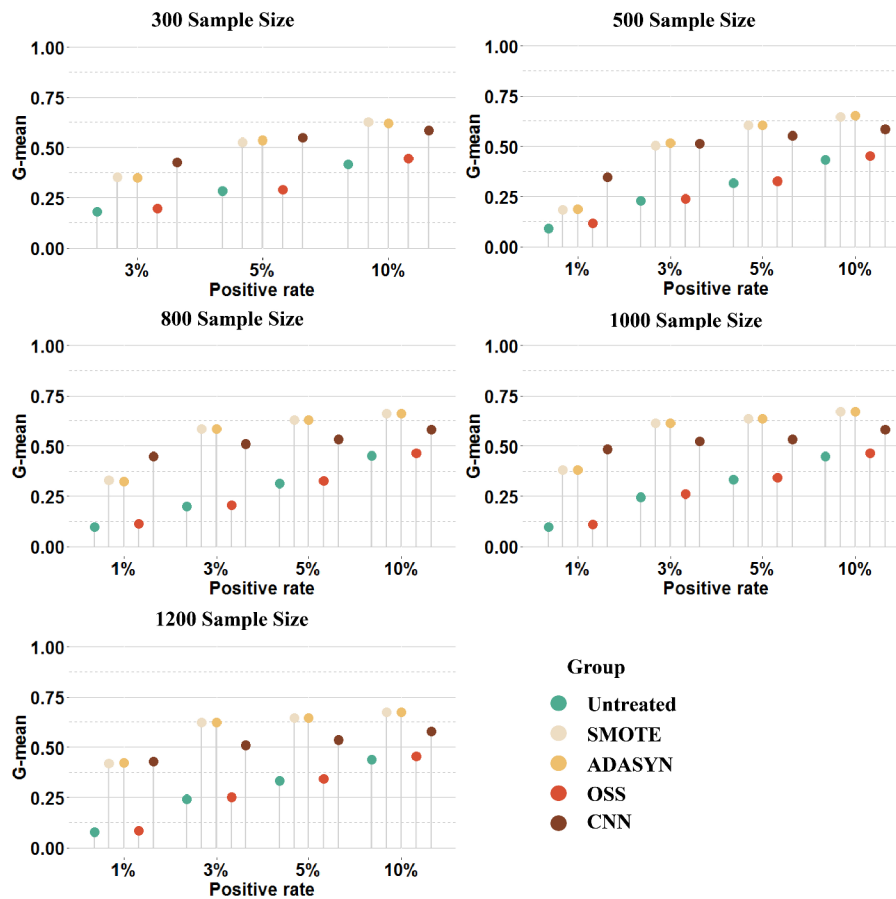 300 Sample Size
1.00
0.75
0.50
0.25
0.00
G-mean
3% 5% 10%
Positive rate
500 Sample Size
1.00
0.75
0.50
0.25
0.00
G-mean
1% 3% 5% 10%
Positive rate
800 Sample Size
1.00
0.75
0.50
0.25
0.00
G-mean
1% 3% 5% 10%
Positive rate
1000 Sample Size
1.00
0.75
0.50
0.25
0.00
G-mean
1% 3% 5% 10%
Positive rate
1200 Sample Size
1.00
0.75
0.50
0.25
0.00
G-mean
1% 3% 5% 10%
Positive rate
Group
Untreated
SMOTE
ADASYN
OSS
CNN